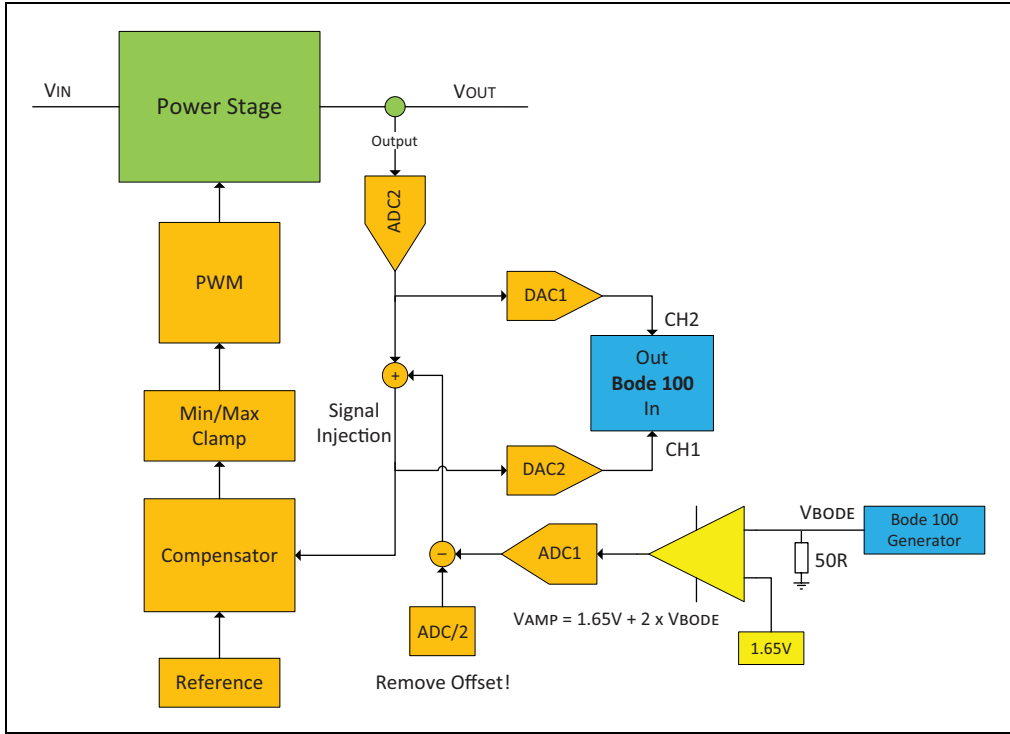 VIN
Power Stage
VOUT
Output
ADC2
PWM
DAC1
CH2
Out
Bode 100
In
+
Signal
Injection
Min/Max
Clamp
DAC2
CH1
VBODE
Bode 100
Generator
Compensator
−
ADC1
50R
VAMP = 1.65V + 2 x VBODE
ADC/2
1.65V
Reference
Remove Offset!